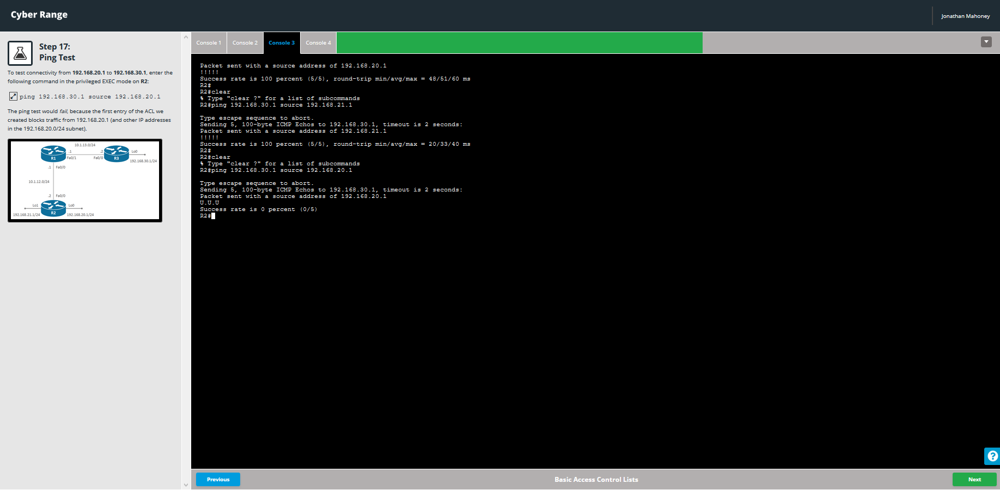 Cyber Range
Jonathan Mahoney
Step 17:
Ping Test
To test connectivity from 192.168.20.1 to 192.168.30.1, enter the
following command in the privileged EXEC mode on R2:
ping 192.168.30.1 source 192.168.20.1
The ping test would fail, because the first entry of the ACL we
created blocks traffic from 192.168.20.1 (and other IP addresses
in the 192.168.20.0/24 subnet).
10.1.13.0/24
.1
.2
Lo0
R1
Fa0/1
Fa0/0
R3
192.168.30.1/24
.1
Fa0/0
10.1.12.0/24
.2
Fa0/0
Lo1
Lo0
R2
192.168.21.1/24
192.168.20.1/24
Console 1
Console 2
Console 3
Console 4
Packet sent with a source address of 192.168.20.1
!!!!!
Success rate is 100 percent (5/5), round-trip min/avg/max = 48/51/60 ms
R2#
R2#clear
% Type "clear ?" for a list of subcommands
R2#ping 192.168.30.1 source 192.168.21.1
Type escape sequence to abort.
Sending 5, 100-byte ICMP Echos to 192.168.30.1, timeout is 2 seconds:
Packet sent with a source address of 192.168.21.1
!!!!!
Success rate is 100 percent (5/5), round-trip min/avg/max = 20/33/40 ms
R2#
R2#clear
% Type "clear ?" for a list of subcommands
R2#ping 192.168.30.1 source 192.168.20.1
Type escape sequence to abort.
Sending 5, 100-byte ICMP Echos to 192.168.30.1, timeout is 2 seconds:
Packet sent with a source address of 192.168.20.1
U.U.U
Success rate is 0 percent (0/5)
R2#
?
Previous
Basic Access Control Lists
Next